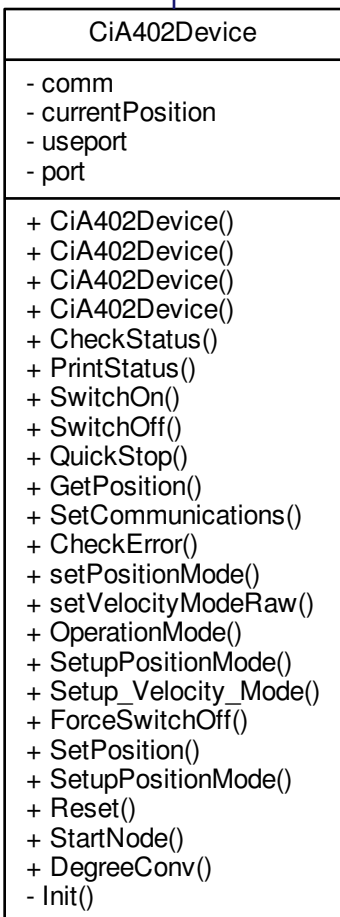 CiA402Device
- comm
- currentPosition
- useport
- port
+ CiA402Device()
+ CiA402Device()
+ CiA402Device()
+ CiA402Device()
+ CheckStatus()
+ PrintStatus()
+ SwitchOn()
+ SwitchOff()
+ QuickStop()
+ GetPosition()
+ SetCommunications()
+ CheckError()
+ setPositionMode()
+ setVelocityModeRaw()
+ OperationMode()
+ SetupPositionMode()
+ Setup_Velocity_Mode()
+ ForceSwitchOff()
+ SetPosition()
+ SetupPositionMode()
+ Reset()
+ StartNode()
+ DegreeConv()
- Init()